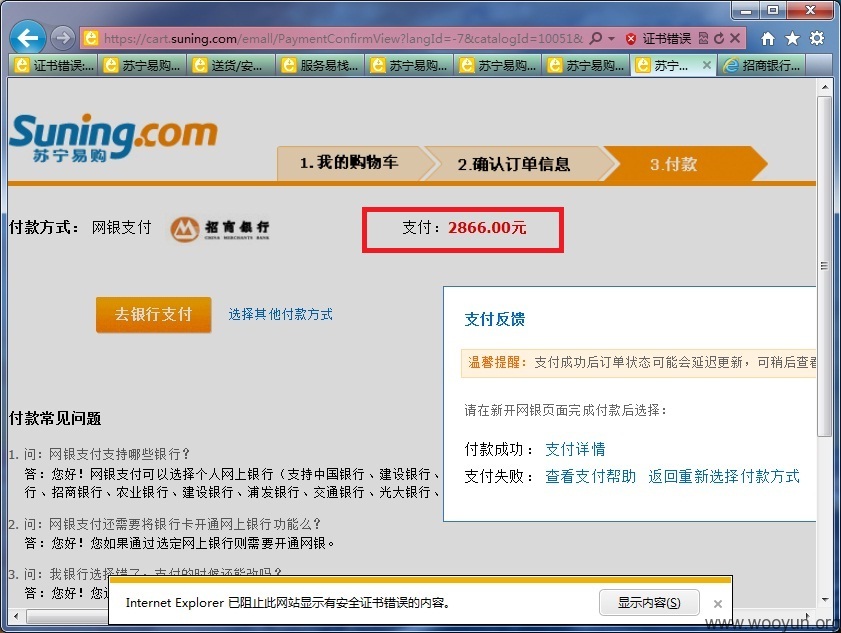 https://cart.suning.com/emall/PaymentConfirmView?langId=-7&catalogId=10051&
证书错误
证书错误:... 苏宁易购... 送货/安... 服务易栈... 苏宁易购... 苏宁易购... 苏宁易购... 苏宁... 招商银行...
Suning.com
苏宁易购
1.我的购物车 2.确认订单信息 3.付款
付款方式： 网银支付 招商银行 CHINA MERCHANTS BANK 支付：2866.00元
去银行支付 选择其他付款方式
支付反馈
温馨提醒：支付成功后订单状态可能会延迟更新，可稍后查看
请在新开网银页面完成付款后选择：
付款成功： 支付详情
支付失败： 查看支付帮助 返回重新选择付款方式
付款常见问题
1. 问：网银支付支持哪些银行？
答：您好！网银支付可以选择个人网上银行（支持中国银行、建设银行、
行、招商银行、农业银行、建设银行、浦发银行、交通银行、光大银行、
2. 问：网银支付还需要将银行卡开通网上银行功能么？
答：您好！您如果通过选定网上银行则需要开通网银。
3. 问：我银行选择错了，支付的时候还能改吗？
答：您好！您
Internet Explorer 已阻止此网站显示有安全证书错误的内容。 显示内容(S)
www.wooyun.org